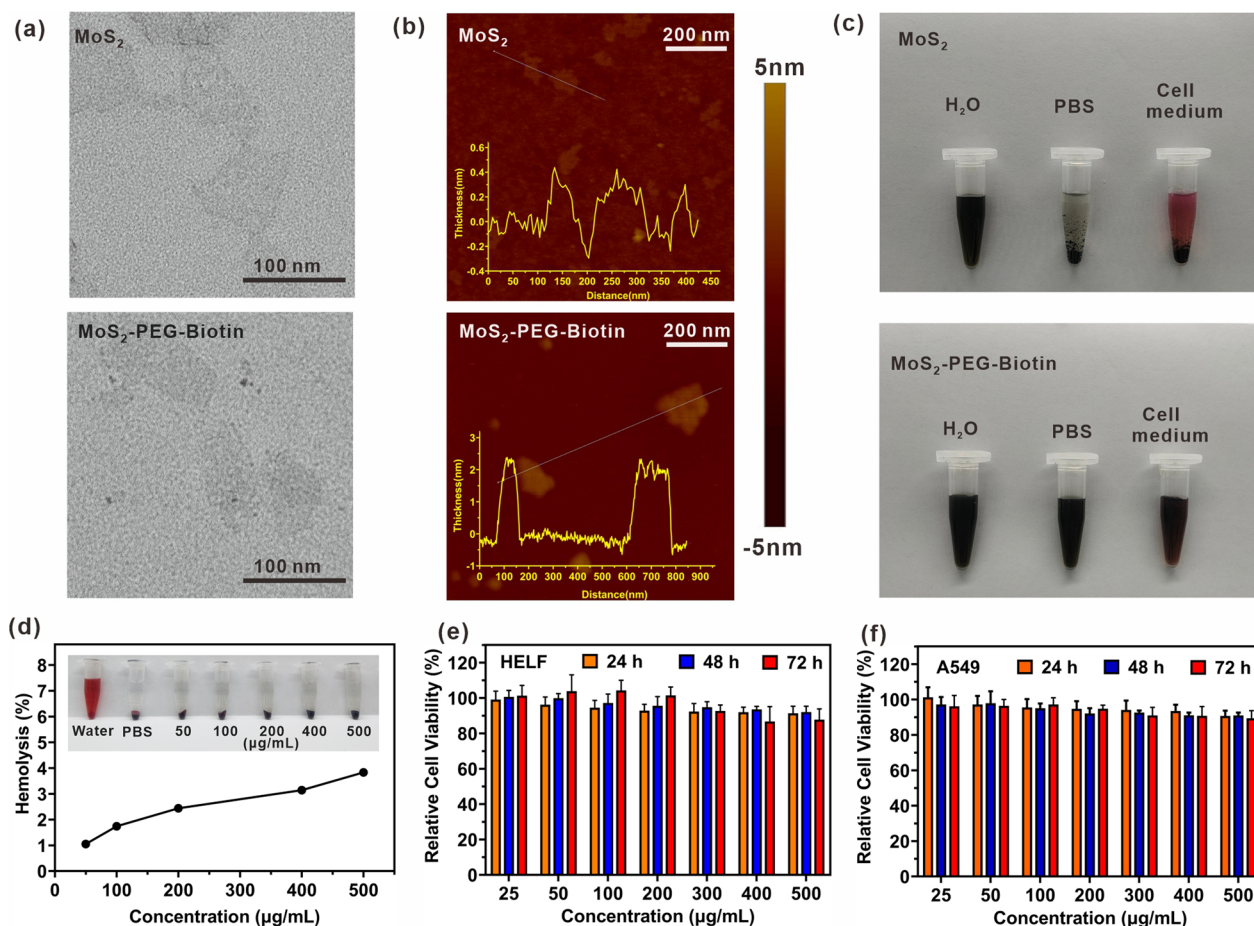 (a)
MoS₂
100 nm
MoS₂-PEG-Biotin
100 nm
(b)
MoS₂
200 nm
0.6
0.4
0.2
0.0
-0.2
-0.4
Thickness(nm)
0 50 100 150 200 250 300 350 400 450
Distance(nm)
MoS₂-PEG-Biotin
200 nm
3
2
1
0
-1
Thickness(nm)
0 100 200 300 400 500 600 700 800 900
Distance(nm)
5nm
-5nm
(c)
MoS₂
H₂O
PBS
Cell
medium
MoS₂-PEG-Biotin
H₂O
PBS
Cell
medium
(d)
8
7
6
5
4
3
2
1
0
Hemolysis (%)
Water PBS 50 100 200 400 500
(μg/mL)
0 100 200 300 400 500
Concentration (μg/mL)
(e)
HELF
24 h 48 h 72 h
120
100
80
60
40
20
0
Relative Cell Viability (%)
25 50 100 200 300 400 500
Concentration (μg/mL)
(f)
A549
24 h 48 h 72 h
120
100
80
60
40
20
0
Relative Cell Viability (%)
25 50 100 200 300 400 500
Concentration (μg/mL)